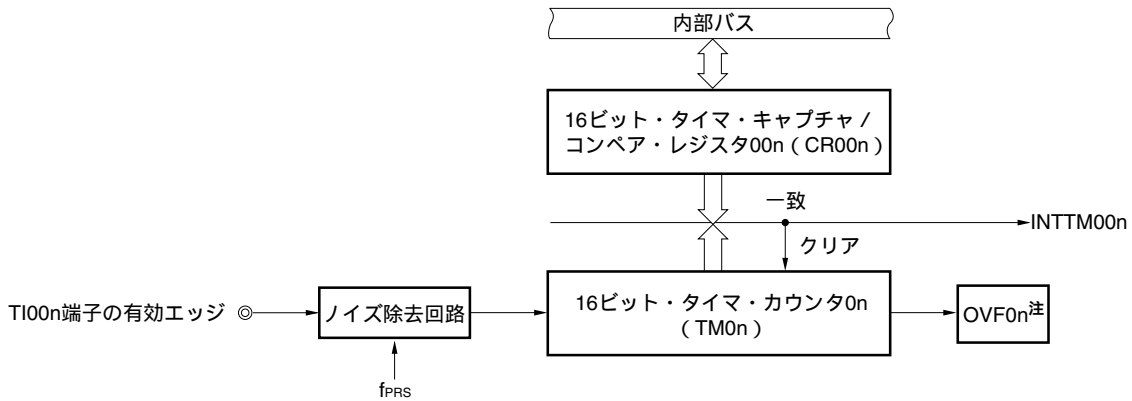 内部バス
16ビット・タイマ・キャプチャ /
コンペア・レジスタ00n ( CR00n )
一致
INTTM00n
クリア
TI00n端子の有効エッジ ◎
ノイズ除去回路
16ビット・タイマ・カウンタ0n
( TM0n )
OVF0n注
fPRS